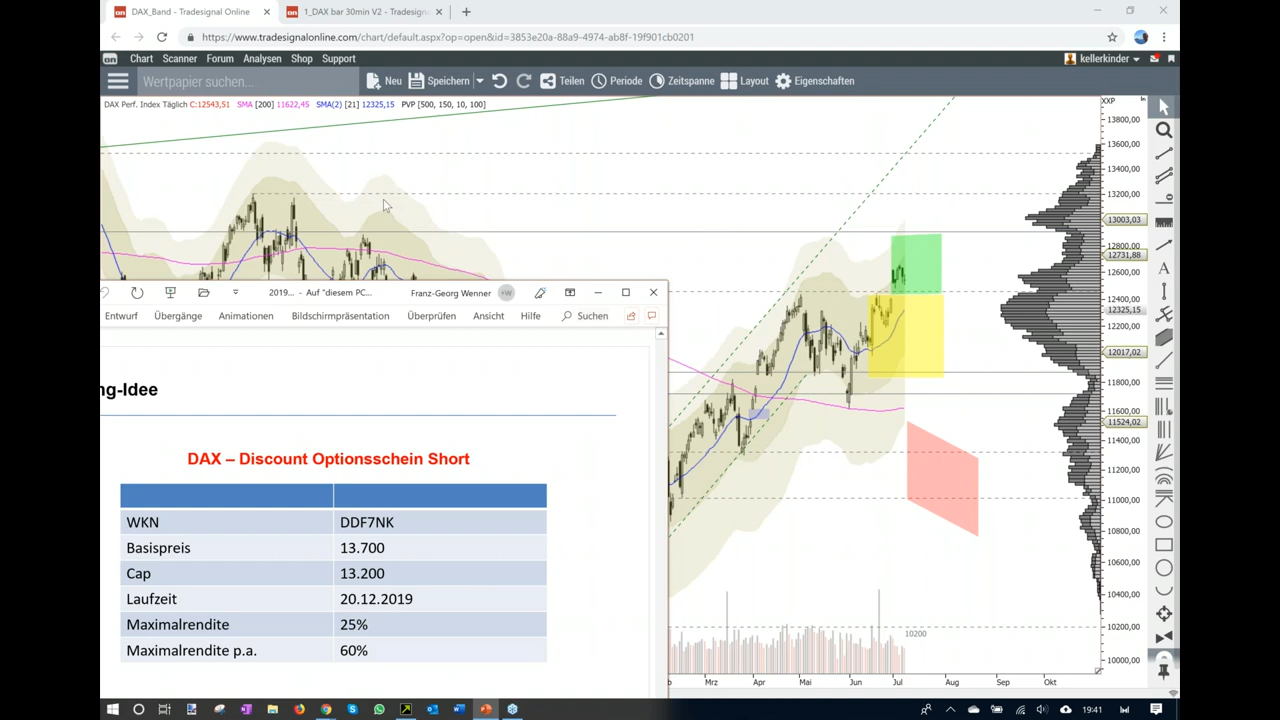 DAX_Band - Tradesignal Online
1_DAX bar 30min V2 - Tradesigna
https://www.tradesignalonline.com/chart/default.aspx?op=open&id=3853e20a-88a9-4974-ab8f-19f901cb0201
on Chart Scanner Forum Analysen Shop Support kellerkinder
Wertpapier suchen... Neu Speichern Teilen Periode Zeitspanne Layout Eigenschaften
DAX Perf. Index Täglich C:12543,51 SMA [200] 11622,45 SMA(2) [21] 12325,15 PVP [500, 150, 10, 100]
XXP
13800,00
13600,00
13400,00
13200,00
13003,03
12800,00
12731,88
12600,00
12400,00
12325,15
12200,00
12017,02
11800,00
11600,00
11524,02
11400,00
11200,00
11000,00
10800,00
10600,00
10400,00
10200,00
10000,00
10200
Mrz Apr Mai Jun Jul Aug Sep Okt
2019... - Auf "diesem... Franz-Georg Wenner
Entwurf Übergänge Animationen Bildschirmpräsentation Überprüfen Ansicht Hilfe Suchen
ng-Idee
DAX – Discount Optionsschein Short
WKN DDF7NK
Basispreis 13.700
Cap 13.200
Laufzeit 20.12.2019
Maximalrendite 25%
Maximalrendite p.a. 60%
19:41